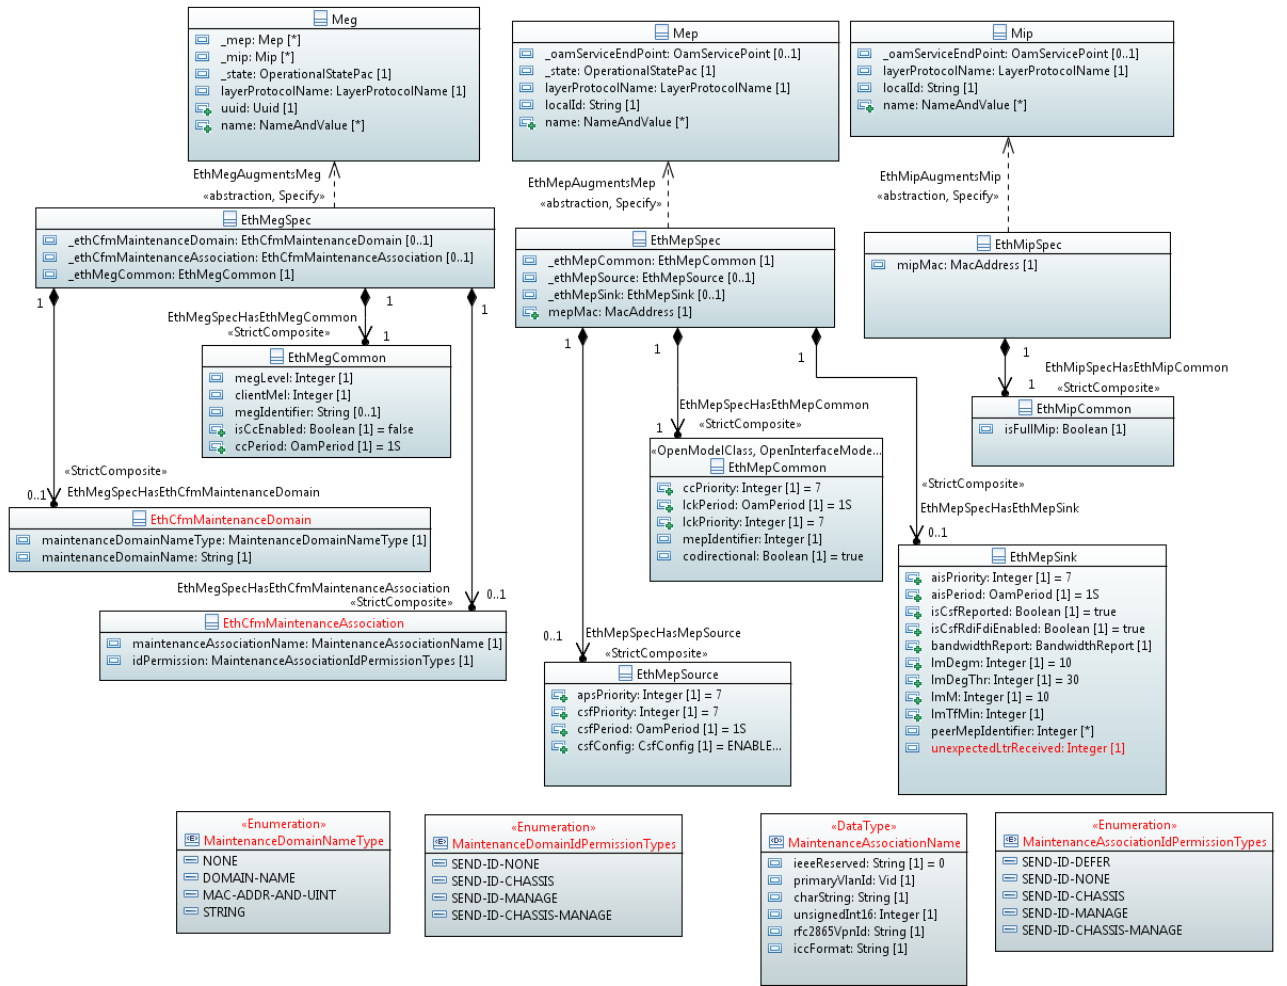 Meg
_mep: Mep [*]
_mip: Mip [*]
_state: OperationalStatePac [1]
layerProtocolName: LayerProtocolName [1]
uuid: Uuid [1]
name: NameAndValue [*]
Mep
_oamServiceEndPoint: OamServicePoint [0..1]
_state: OperationalStatePac [1]
layerProtocolName: LayerProtocolName [1]
localId: String [1]
name: NameAndValue [*]
Mip
_oamServiceEndPoint: OamServicePoint [0..1]
layerProtocolName: LayerProtocolName [1]
localId: String [1]
name: NameAndValue [*]
EthMegAugmentsMeg
«abstraction, Specify»
EthMepAugmentsMep
«abstraction, Specify»
EthMipAugmentsMip
«abstraction, Specify»
EthMegSpec
_ethCfmMaintenanceDomain: EthCfmMaintenanceDomain [0..1]
_ethCfmMaintenanceAssociation: EthCfmMaintenanceAssociation [0..1]
_ethMegCommon: EthMegCommon [1]
EthMepSpec
_ethMepCommon: EthMepCommon [1]
_ethMepSource: EthMepSource [0..1]
_ethMepSink: EthMepSink [0..1]
mepMac: MacAddress [1]
EthMipSpec
mipMac: MacAddress [1]
1
1
1
EthMegSpecHasEthMegCommon
«StrictComposite»
1
EthMegCommon
megLevel: Integer [1]
clientMel: Integer [1]
megIdentifier: String [0..1]
isCcEnabled: Boolean [1] = false
ccPeriod: OamPeriod [1] = 1S
1
1
1
1
EthMipSpecHasEthMipCommon
«StrictComposite»
1
EthMipCommon
isFullMip: Boolean [1]
EthMepSpecHasEthMepCommon
«StrictComposite»
1
«OpenModelClass, OpenInterfaceMode...
EthMepCommon
ccPriority: Integer [1] = 7
lckPeriod: OamPeriod [1] = 1S
lckPriority: Integer [1] = 7
mepIdentifier: Integer [1]
codirectional: Boolean [1] = true
«StrictComposite»
0..1
EthMegSpecHasEthCfmMaintenanceDomain
EthCfmMaintenanceDomain
maintenanceDomainNameType: MaintenanceDomainNameType [1]
maintenanceDomainName: String [1]
«StrictComposite»
EthMepSpecHasEthMepSink
0..1
EthMepSink
aisPriority: Integer [1] = 7
aisPeriod: OamPeriod [1] = 1S
isCsfReported: Boolean [1] = true
isCsfRdiFdiEnabled: Boolean [1] = true
bandwidthReport: BandwidthReport [1]
lmDegm: Integer [1] = 10
lmDegThr: Integer [1] = 30
lmM: Integer [1] = 10
lmTfMin: Integer [1]
peerMepIdentifier: Integer [*]
unexpectedLtrReceived: Integer [1]
EthMegSpecHasEthCfmMaintenanceAssociation
«StrictComposite»
0..1
EthCfmMaintenanceAssociation
maintenanceAssociationName: MaintenanceAssociationName [1]
idPermission: MaintenanceAssociationIdPermissionTypes [1]
0..1
EthMepSpecHasMepSource
«StrictComposite»
EthMepSource
apsPriority: Integer [1] = 7
csfPriority: Integer [1] = 7
csfPeriod: OamPeriod [1] = 1S
csfConfig: CsfConfig [1] = ENABLE...
«Enumeration»
MaintenanceDomainNameType
NONE
DOMAIN-NAME
MAC-ADDR-AND-UINT
STRING
«Enumeration»
MaintenanceDomainIdPermissionTypes
SEND-ID-NONE
SEND-ID-CHASSIS
SEND-ID-MANAGE
SEND-ID-CHASSIS-MANAGE
«DataType»
MaintenanceAssociationName
ieeeReserved: String [1] = 0
primaryVlanId: Vid [1]
charString: String [1]
unsignedInt16: Integer [1]
rfc2865VpnId: String [1]
iccFormat: String [1]
«Enumeration»
MaintenanceAssociationIdPermissionTypes
SEND-ID-DEFER
SEND-ID-NONE
SEND-ID-CHASSIS
SEND-ID-MANAGE
SEND-ID-CHASSIS-MANAGE